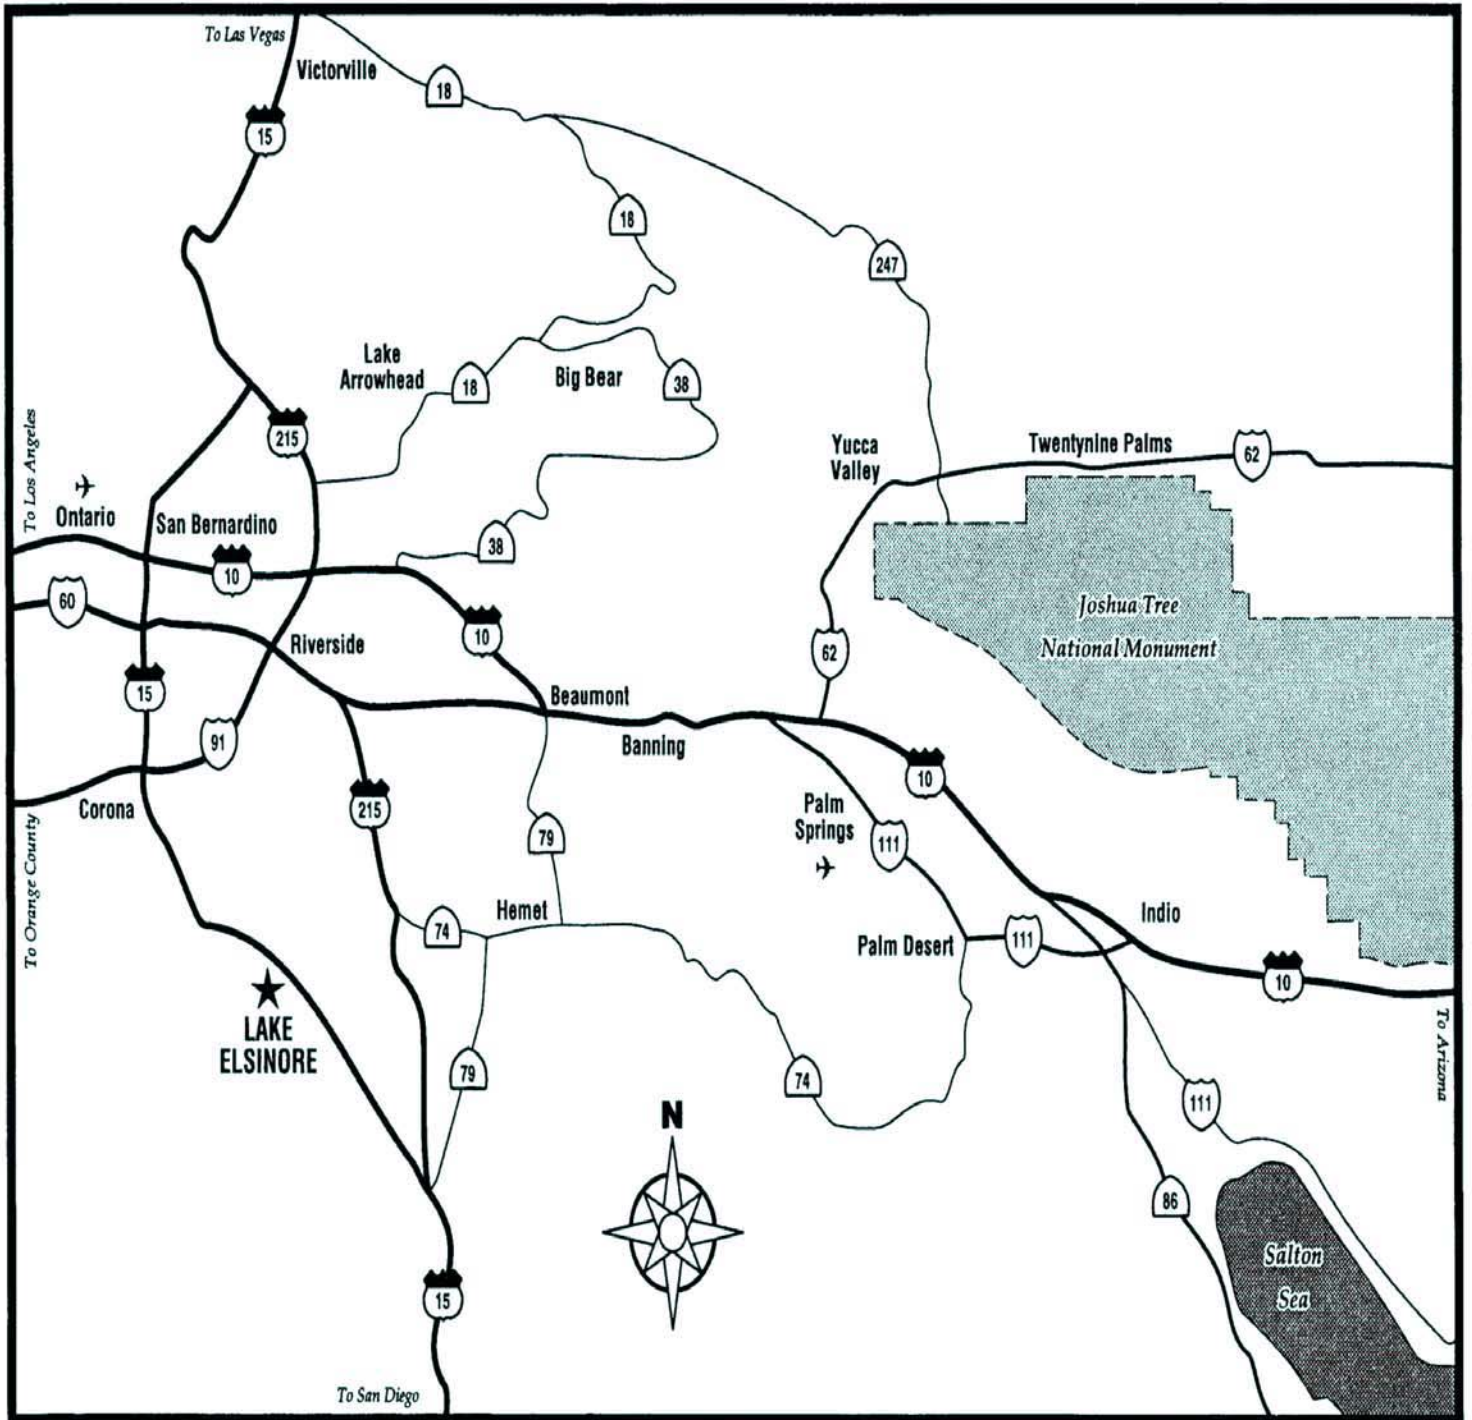 To Las Vegas
Victorville
18
15
18
247
Lake
Arrowhead
18
Big Bear
38
215
To Los Angeles
Yucca
Valley
Twentynine Palms
62
Ontario
San Bernardino
38
10
60
10
Joshua Tree
National Monument
Riverside
62
15
Beaumont
91
Banning
10
Corona
215
Palm
Springs
79
111
To Orange County
Hemet
74
Indio
Palm Desert
111
10
LAKE
ELSINORE
To Arizona
79
74
111
N
86
Salton
Sea
15
To San Diego